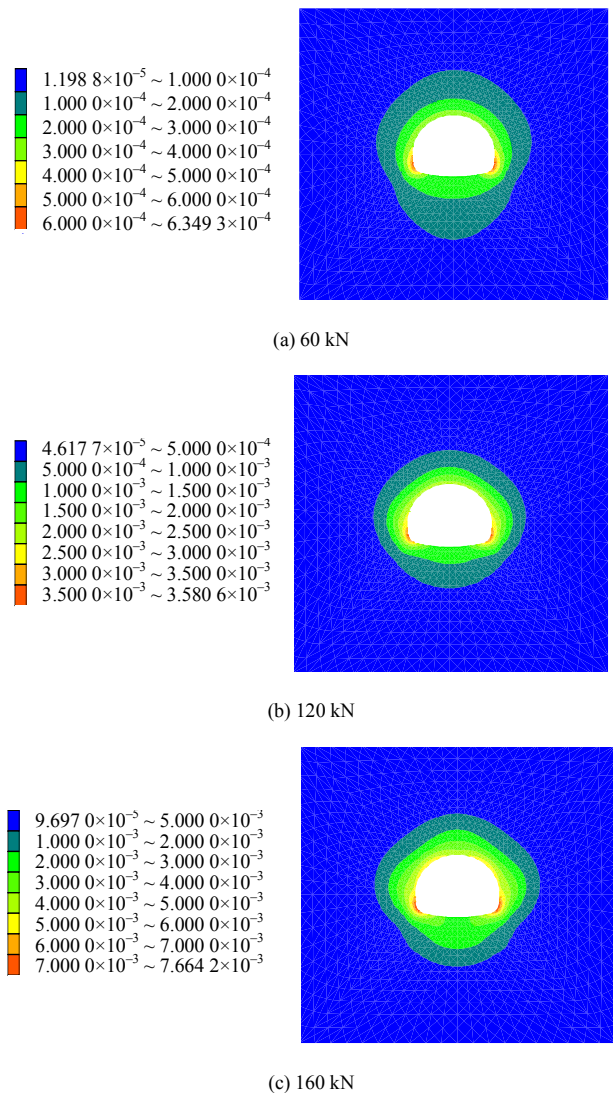 1.198 8×10⁻⁵ ~ 1.000 0×10⁻⁴
1.000 0×10⁻⁴ ~ 2.000 0×10⁻⁴
2.000 0×10⁻⁴ ~ 3.000 0×10⁻⁴
3.000 0×10⁻⁴ ~ 4.000 0×10⁻⁴
4.000 0×10⁻⁴ ~ 5.000 0×10⁻⁴
5.000 0×10⁻⁴ ~ 6.000 0×10⁻⁴
6.000 0×10⁻⁴ ~ 6.349 3×10⁻⁴
(a) 60 kN
4.617 7×10⁻⁵ ~ 5.000 0×10⁻⁴
5.000 0×10⁻⁴ ~ 1.000 0×10⁻³
1.000 0×10⁻³ ~ 1.500 0×10⁻³
1.500 0×10⁻³ ~ 2.000 0×10⁻³
2.000 0×10⁻³ ~ 2.500 0×10⁻³
2.500 0×10⁻³ ~ 3.000 0×10⁻³
3.000 0×10⁻³ ~ 3.500 0×10⁻³
3.500 0×10⁻³ ~ 3.580 6×10⁻³
(b) 120 kN
9.697 0×10⁻⁵ ~ 5.000 0×10⁻³
1.000 0×10⁻³ ~ 2.000 0×10⁻³
2.000 0×10⁻³ ~ 3.000 0×10⁻³
3.000 0×10⁻³ ~ 4.000 0×10⁻³
4.000 0×10⁻³ ~ 5.000 0×10⁻³
5.000 0×10⁻³ ~ 6.000 0×10⁻³
6.000 0×10⁻³ ~ 7.000 0×10⁻³
7.000 0×10⁻³ ~ 7.664 2×10⁻³
(c) 160 kN